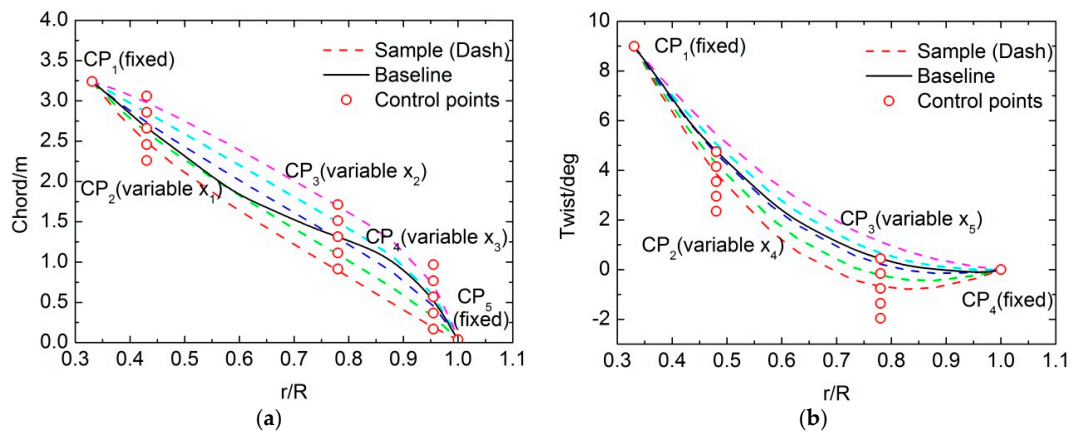 Chord/m
3.5
3.0
2.5
2.0
1.5
1.0
0.5
0.0
0.3 0.4 0.5 0.6 0.7 0.8 0.9 1.0 1.1
r/R
CP1(fixed)
Sample (Dash)
Baseline
Control points
CP3(variable x2)
CP2(variable x1)
CP4(variable x3)
CP5
(fixed)
(a)
Twist/deg
10
8
6
4
2
0
-2
0.3 0.4 0.5 0.6 0.7 0.8 0.9 1.0 1.1
r/R
CP1(fixed)
Sample (Dash)
Baseline
Control points
CP3(variable x5)
CP2(variable x4)
CP4
(fixed)
(b)